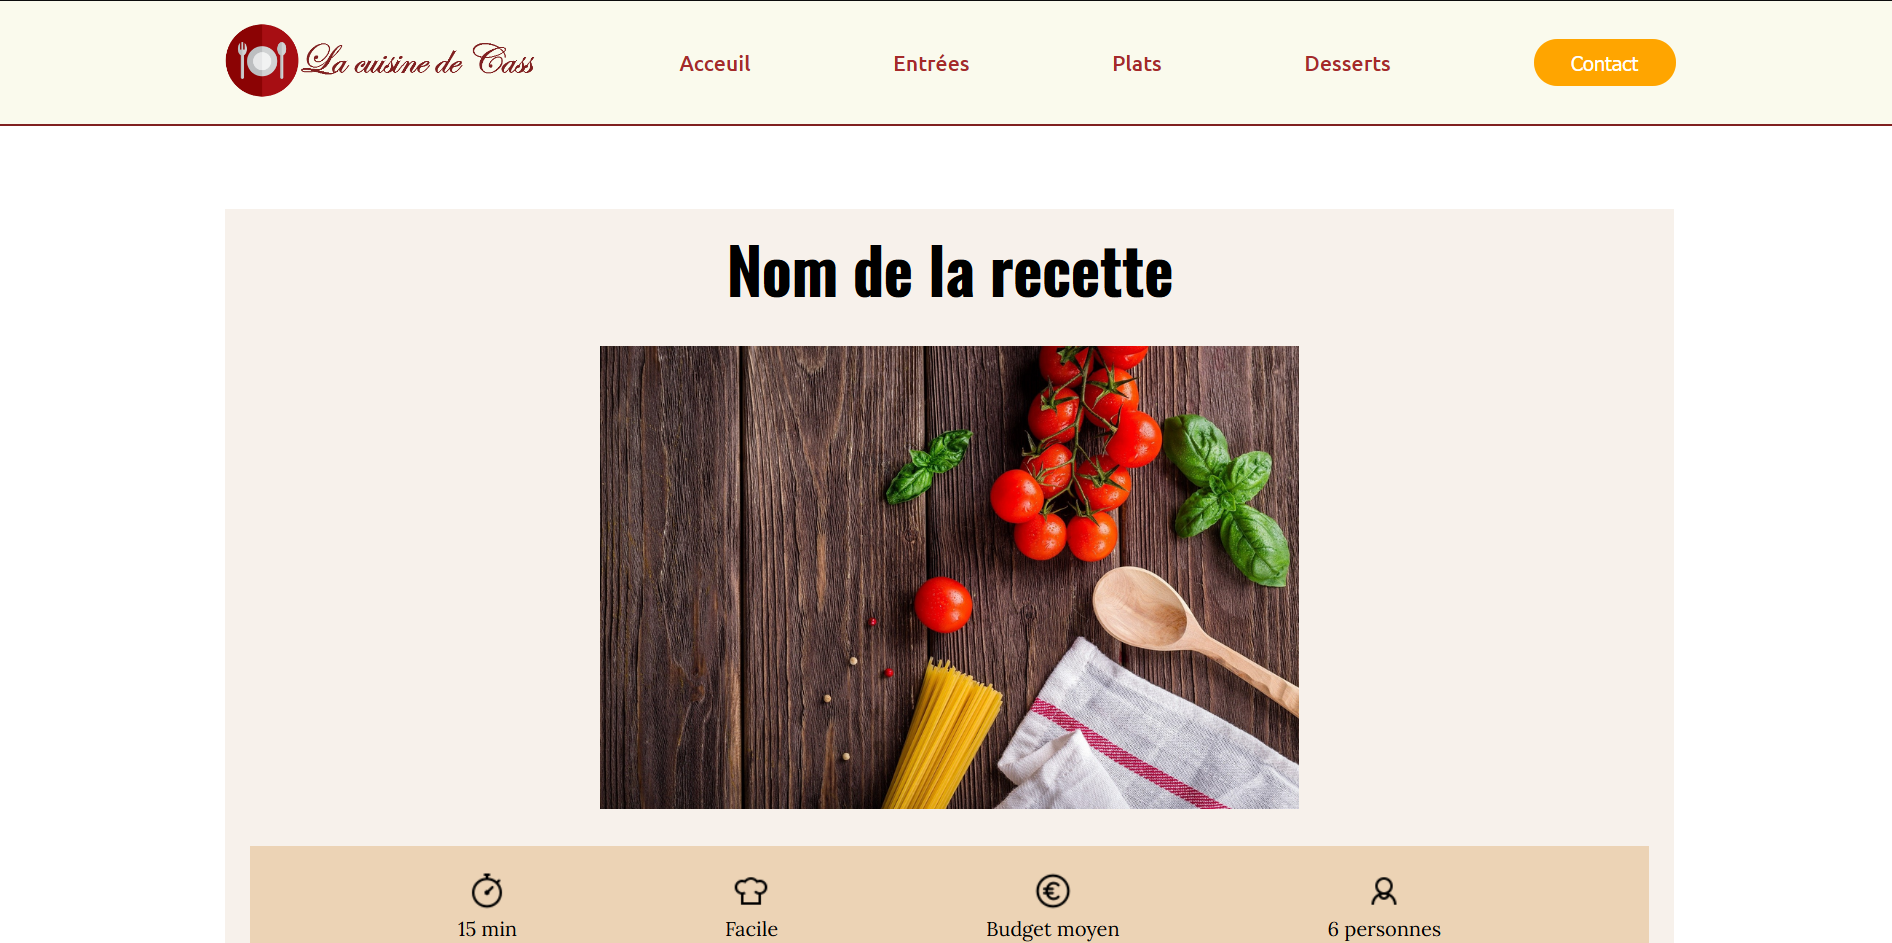 La cuisine de Cass
Acceuil
Entrées
Plats
Desserts
Contact
Nom de la recette
15 min
Facile
Budget moyen
6 personnes